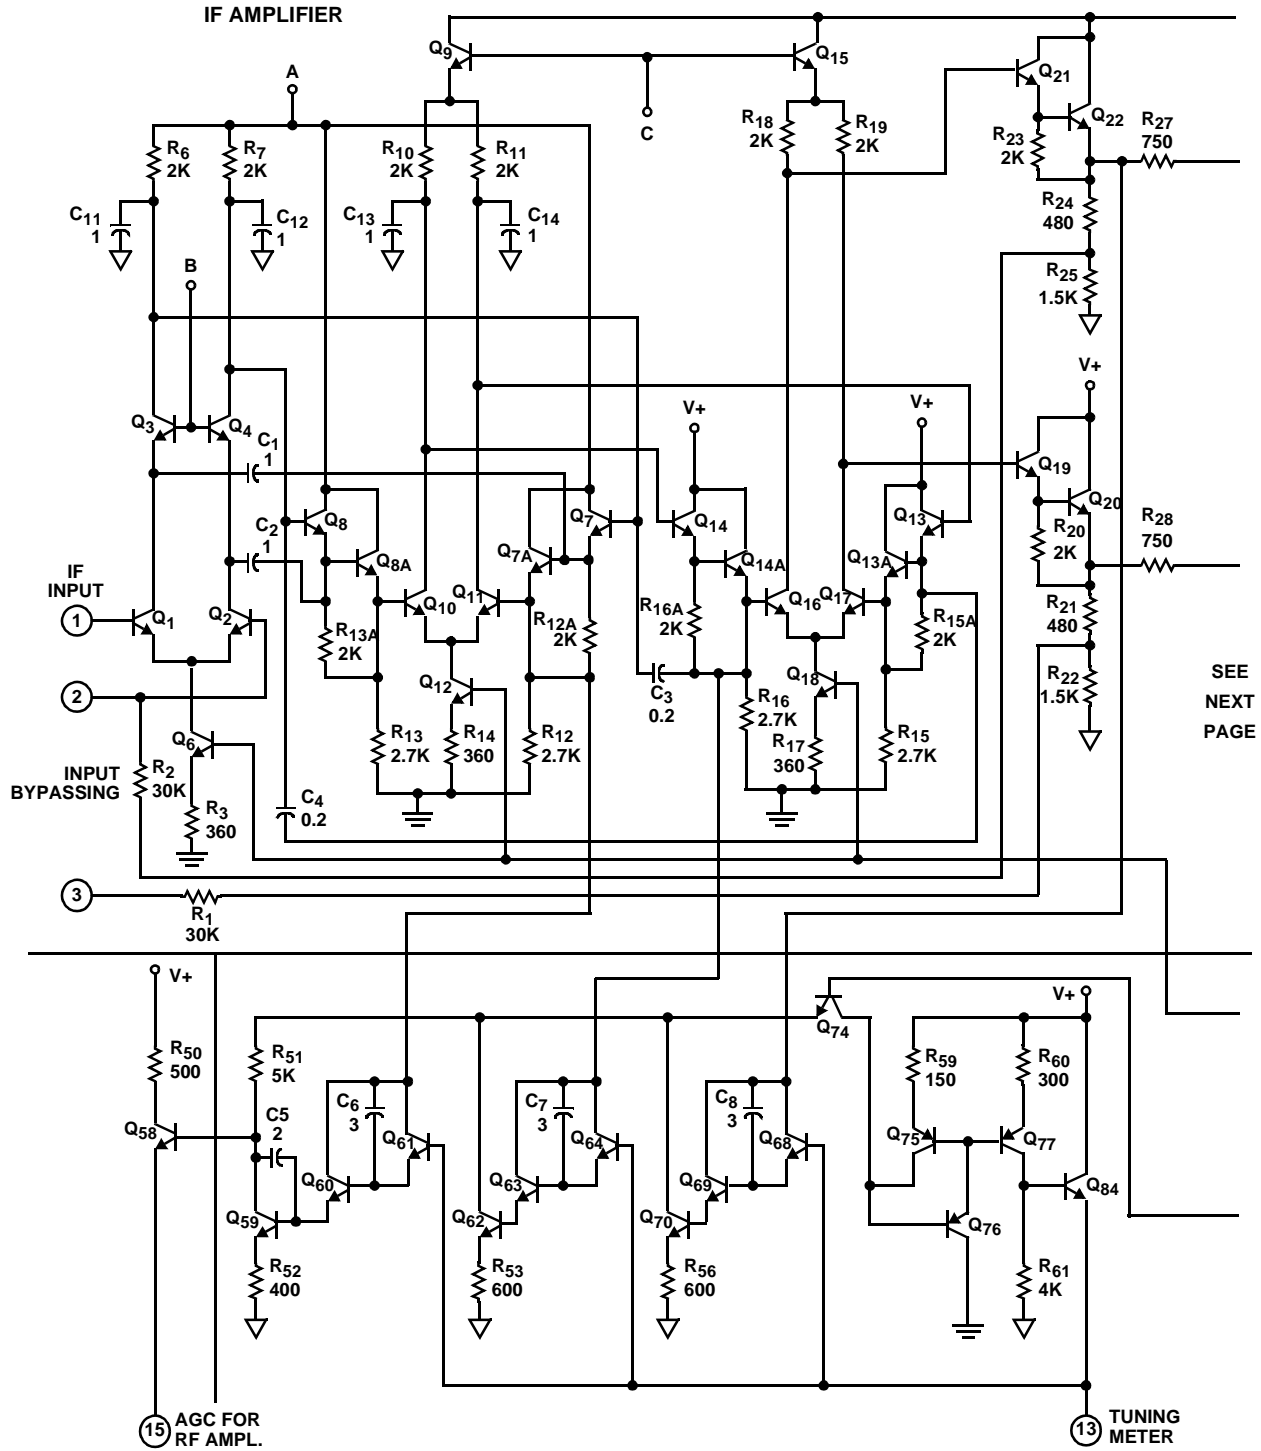 IF AMPLIFIER
Q9
Q15
A
C
Q21
Q22
R6
2K
R7
2K
R10
2K
R11
2K
R18
2K
R19
2K
R23
2K
R27
750
C11
1
C12
1
C13
1
C14
1
R24
480
B
R25
1.5K
V+
V+
V+
Q3
Q4
C1
1
Q19
Q20
Q8
Q7
Q14
Q13
C2
1
Q8A
Q7A
Q14A
Q13A
R20
2K
R28
750
IF
INPUT
1
Q1
Q2
Q10
Q11
Q16
Q17
R13A
2K
R12A
2K
R16A
2K
R15A
2K
R21
480
2
Q12
C3
0.2
Q18
R22
1.5K
SEE
NEXT
PAGE
Q6
R13
2.7K
R14
360
R12
2.7K
R16
2.7K
R17
360
R15
2.7K
INPUT
BYPASSING
R2
30K
R3
360
C4
0.2
3
R1
30K
V+
V+
Q74
R50
500
R51
5K
R59
150
R60
300
C5
2
C6
3
C7
3
C8
3
Q58
Q61
Q64
Q68
Q75
Q77
Q60
Q63
Q69
Q84
Q59
Q62
Q70
Q76
R52
400
R53
600
R56
600
R61
4K
15
AGC FOR
RF AMPL.
13
TUNING
METER